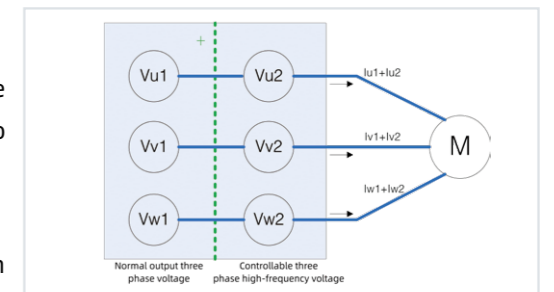 +
Vu1 Vu2 Iu1+Iu2
Vv1 Vv2 Iv1+Iv2 M
Vw1 Vw2 Iw1+Iw2
Normal output three
phase voltage
Controllable three
phase high-frequency voltage